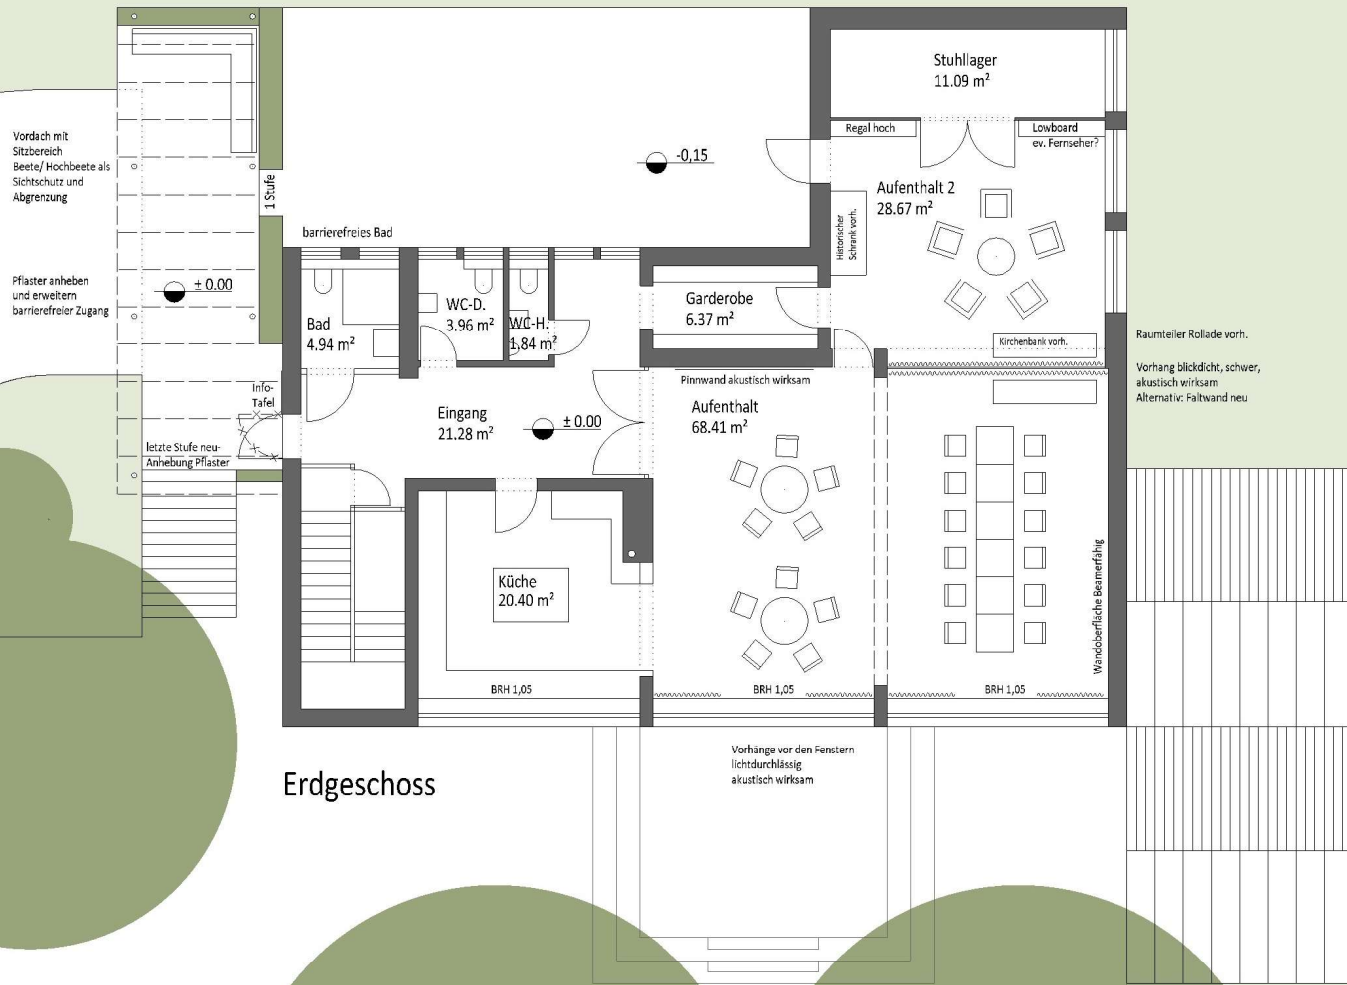 Stuhllager
11.09 m²
Regal hoch
Lowboard
ev. Fernseher?
Vordach mit
Sitzbereich
Beete/ Hochbeete als
Sichtschutz und
Abgrenzung
1 Stufe
-0,15
Aufenthalt 2
28.67 m²
Historischer
Schrank vorh.
barrierefreies Bad
Pflaster anheben
und erweitern
barrierefreier Zugang
± 0.00
Bad
4.94 m²
WC-D.
3.96 m²
WC-H.
1,84 m²
Garderobe
6.37 m²
Kirchenbank vorh.
Raumteiler Rollade vorh.
Vorhang blickdicht, schwer,
akustisch wirksam
Alternativ: Faltwand neu
Pinnwand akustisch wirksam
Info-
Tafel
Eingang
21.28 m²
± 0.00
Aufenthalt
68.41 m²
letzte Stufe neu-
Anhebung Pflaster
Küche
20.40 m²
Wandoberfläche Beamerfähig
BRH 1,05
BRH 1,05
BRH 1,05
Vorhänge vor den Fenstern
lichtdurchlässig
akustisch wirksam
Erdgeschoss